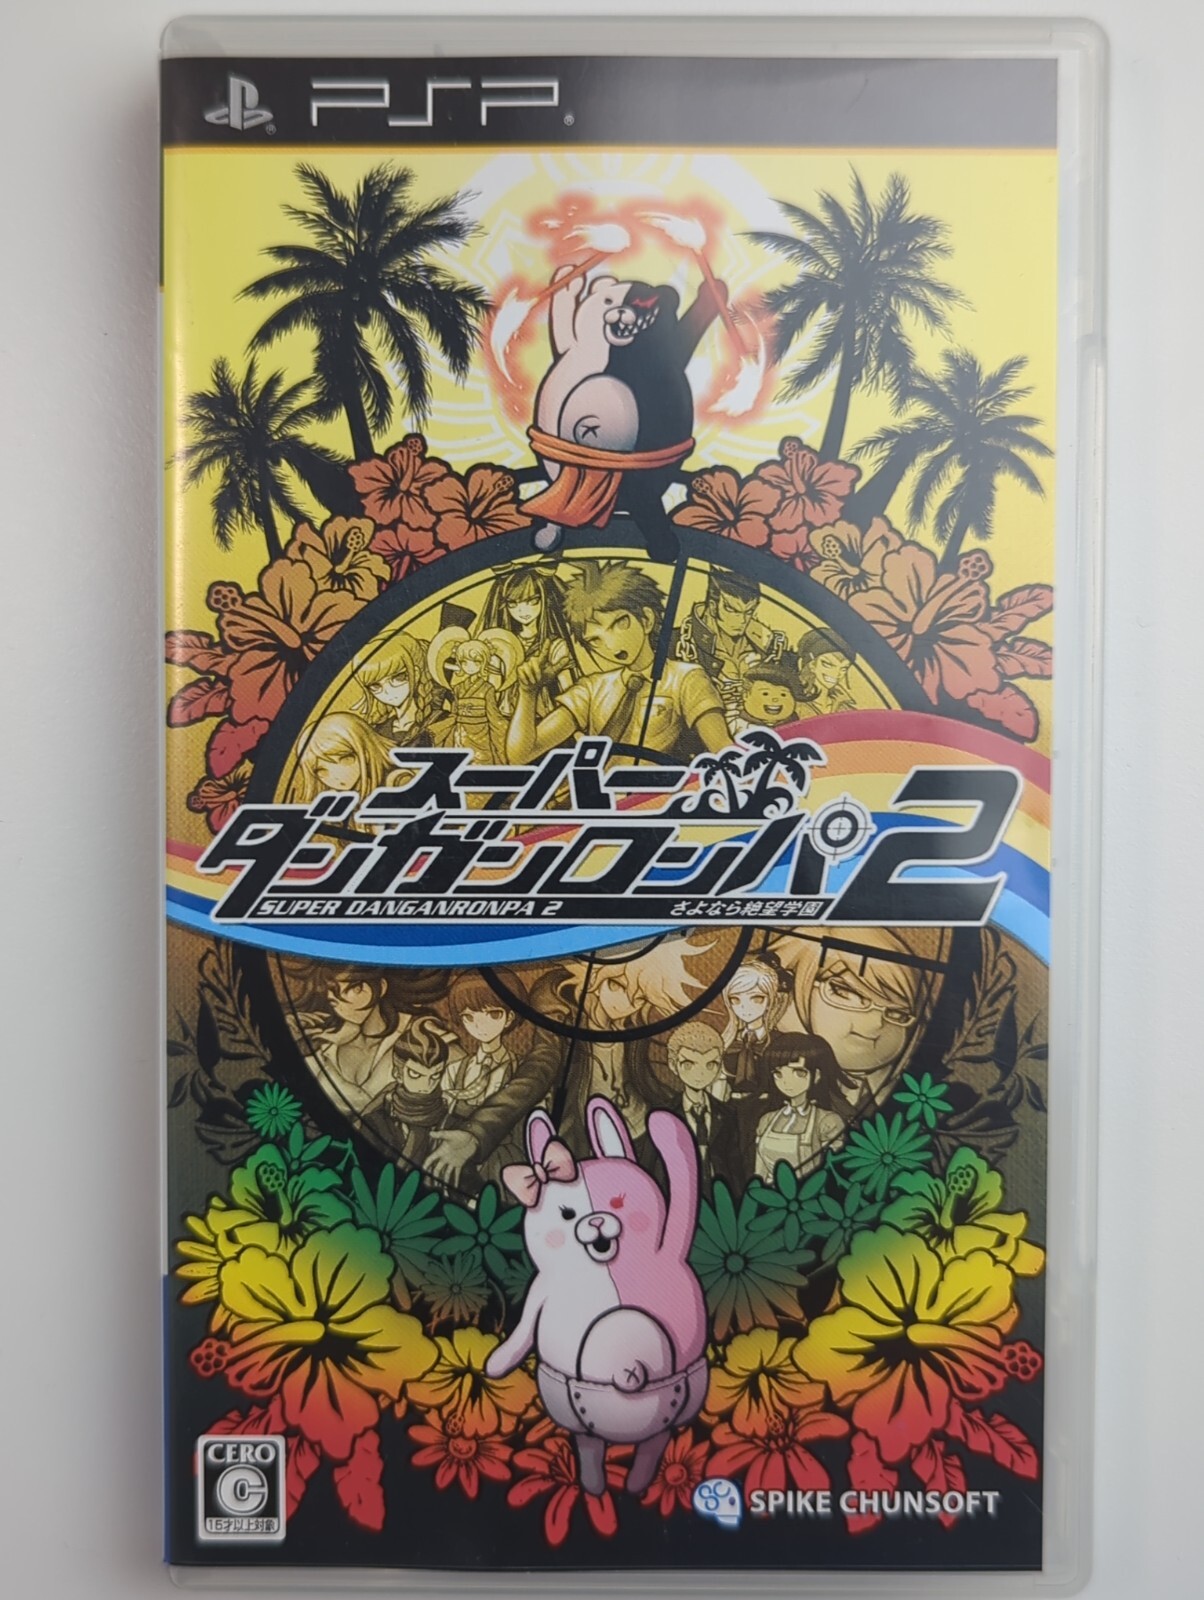 PSP®
スーパー
ダンガンロンパ2
SUPER DANGANRONPA 2 さよなら絶望学園
CERO
C
15才以上対象
SC SPIKE CHUNSOFT